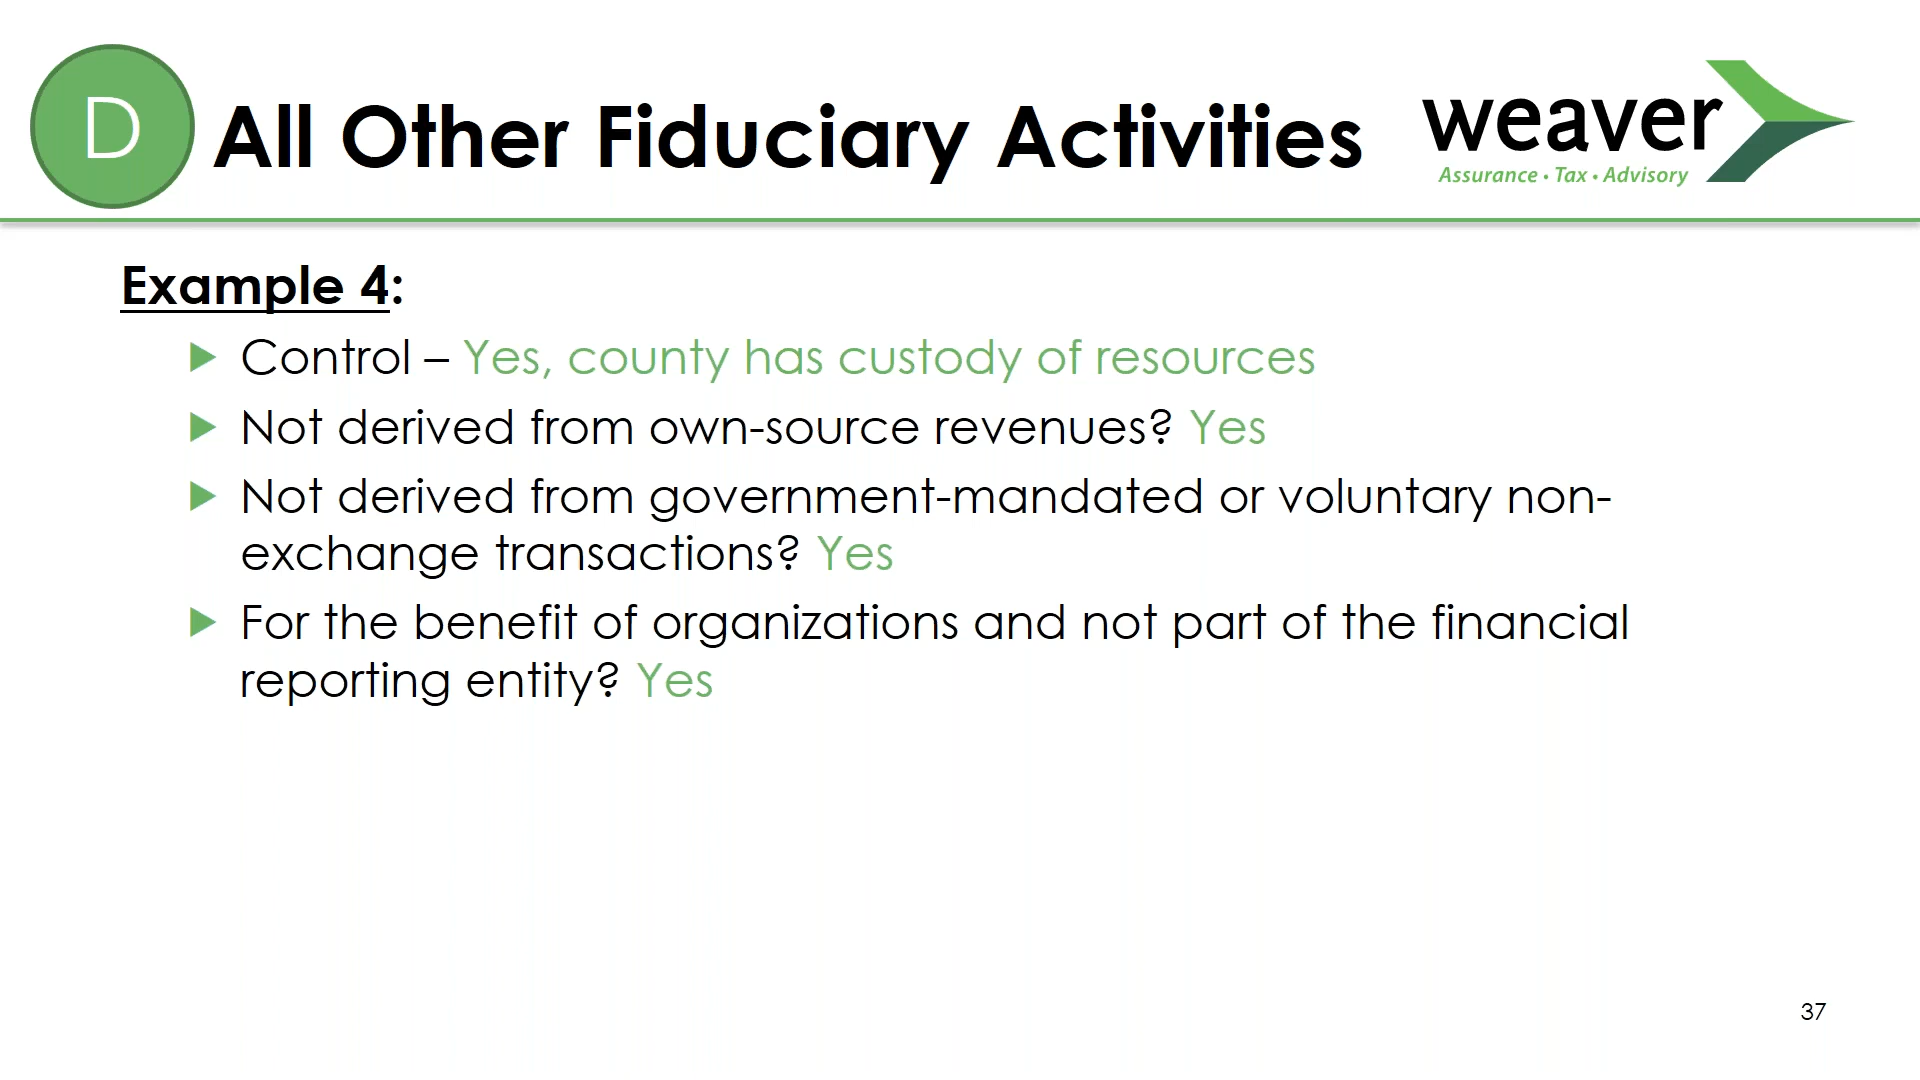 D
All Other Fiduciary Activities
weaver
Assurance • Tax • Advisory
Example 4:
Control – Yes, county has custody of resources
Not derived from own-source revenues? Yes
Not derived from government-mandated or voluntary non-
exchange transactions? Yes
For the benefit of organizations and not part of the financial
reporting entity? Yes
37